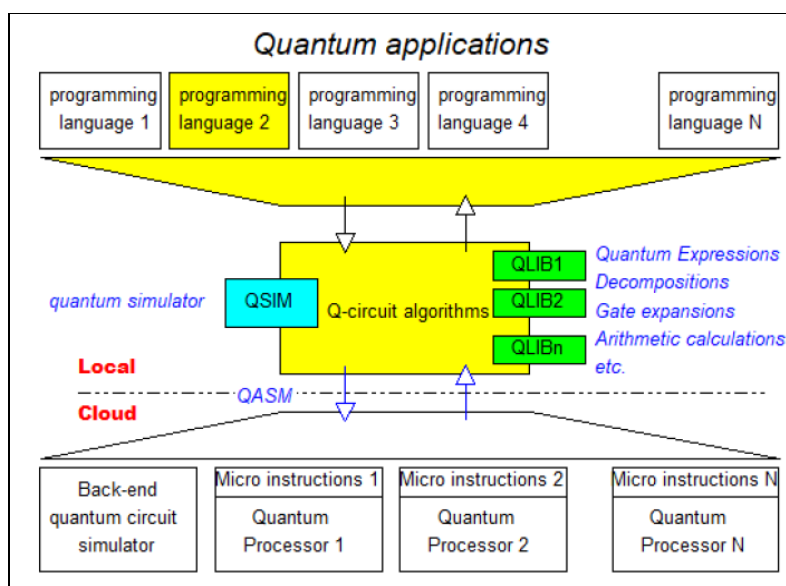 Quantum applications
programming
language 1
programming
language 2
programming
language 3
programming
language 4
programming
language N
quantum simulator
QSIM
Q-circuit algorithms
QLIB1
QLIB2
QLIBn
Quantum Expressions
Decompositions
Gate expansions
Arithmetic calculations
etc.
Local
QASM
Cloud
Back-end
quantum circuit
simulator
Micro instructions 1
Quantum
Processor 1
Micro instructions 2
Quantum
Processor 2
Micro instructions N
Quantum
Processor N